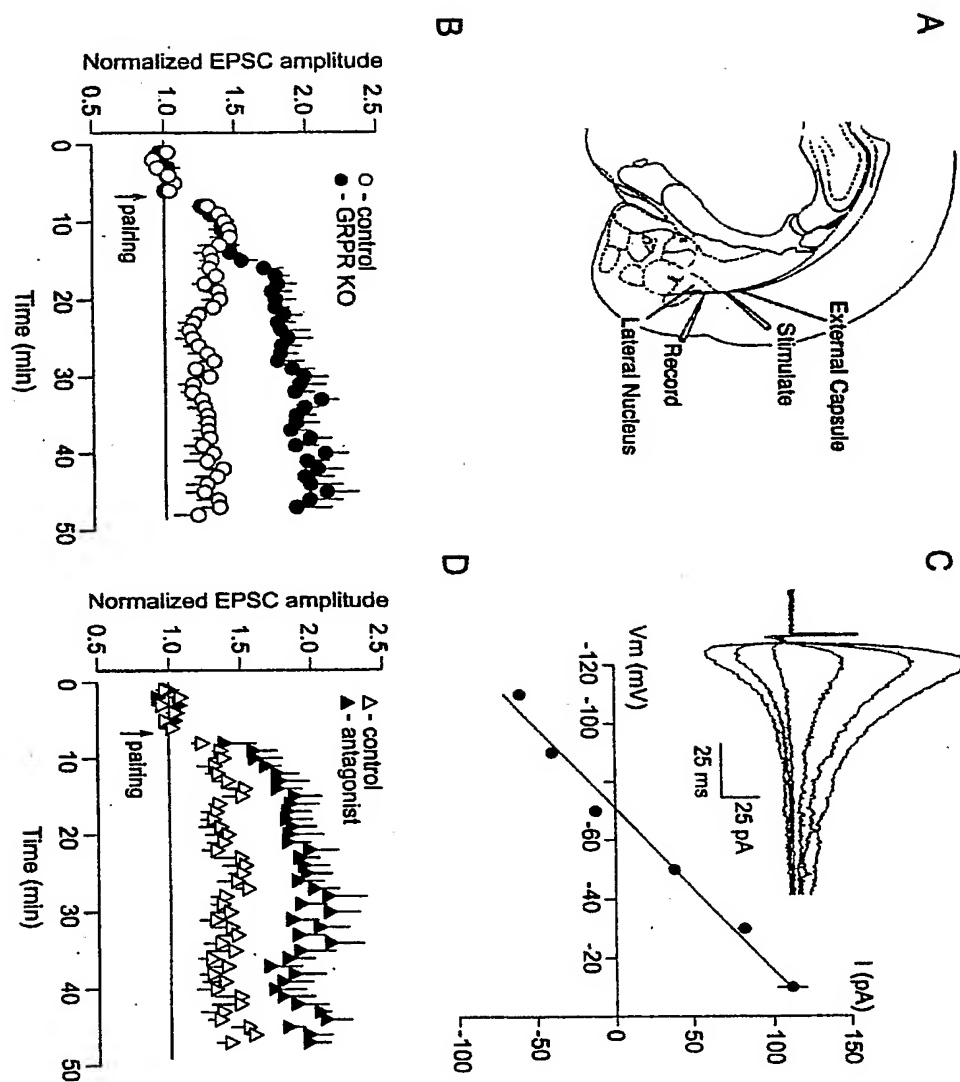 A
External Capsule
Stimulate
Record
Lateral Nucleus
B
Normalized EPSC amplitude
2.5
2.0
1.5
1.0
0.5
○ - control
● - GRPR KO
pairing
0
10
20
30
40
50
Time (min)
C
25 pA
25 ms
D
Vm (mV)
-120
-100
-60
-40
-20
I (pA)
150
100
50
0
-50
-100
Normalized EPSC amplitude
2.5
2.0
1.5
1.0
0.5
△ - control
▲ - antagonist
pairing
0
10
20
30
40
50
Time (min)